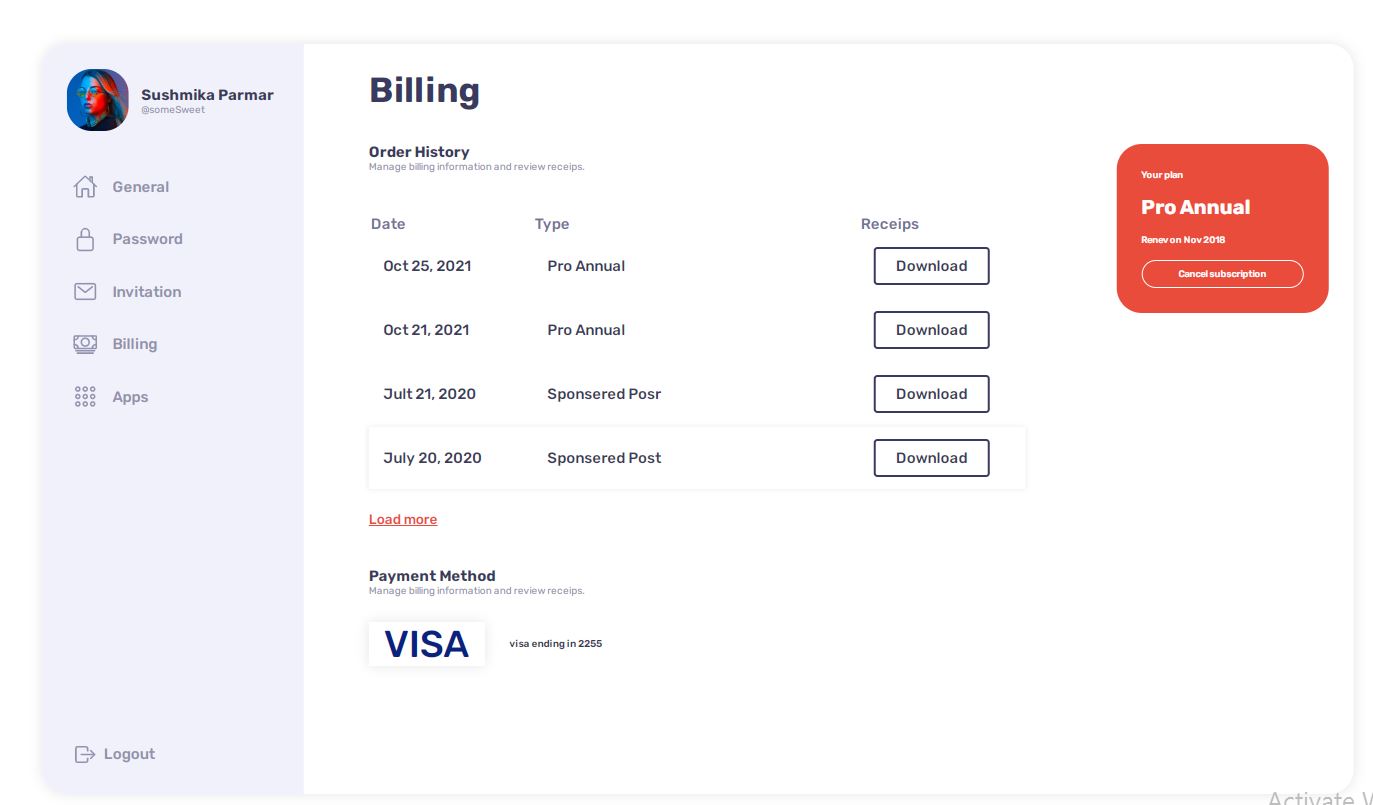 Sushmika Parmar
@someSweet
General
Password
Invitation
Billing
Apps
Logout
Billing
Order History
Manage billing information and review receips.
Date Type Receips
Oct 25, 2021 Pro Annual Download
Oct 21, 2021 Pro Annual Download
Jult 21, 2020 Sponsered Posr Download
July 20, 2020 Sponsered Post Download
Load more
Payment Method
Manage billing information and review receips.
VISA visa ending in 2255
Your plan
Pro Annual
Renev on Nov 2018
Cancel subscription
Activate